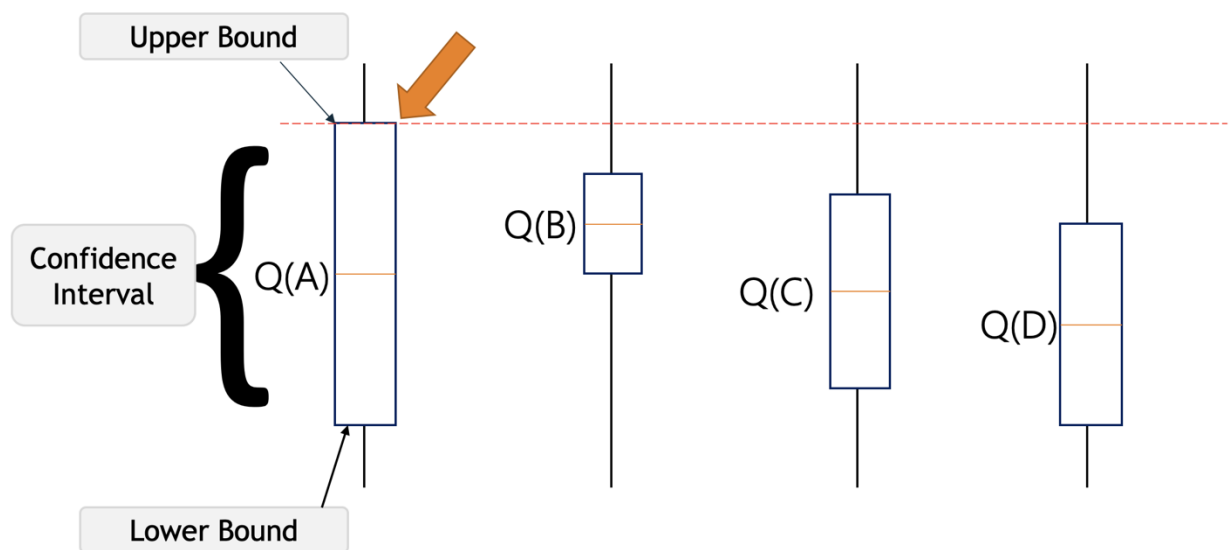 Upper Bound
Confidence
Interval
Q(A)
Q(B)
Q(C)
Q(D)
Lower Bound